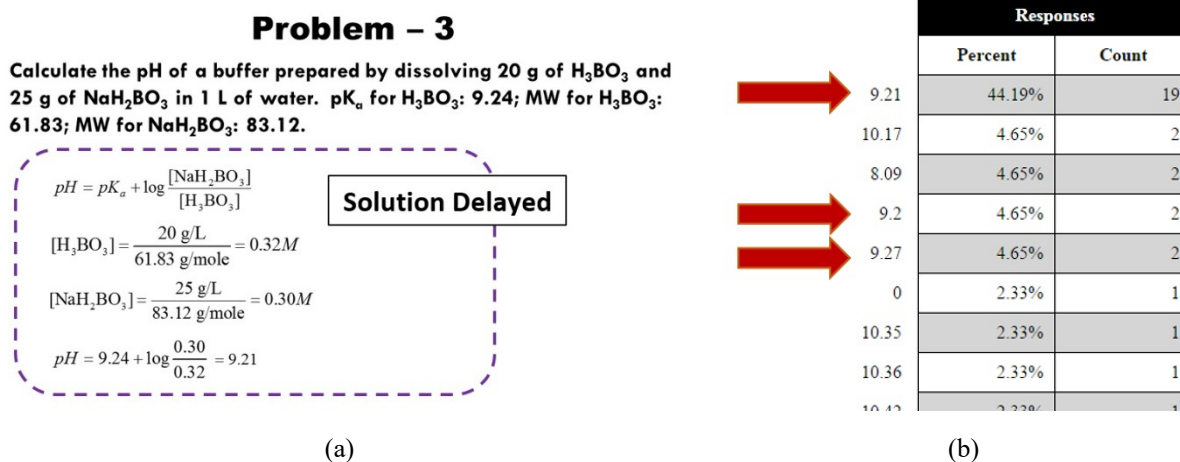 Problem – 3
Calculate the pH of a buffer prepared by dissolving 20 g of H₃BO₃ and
25 g of NaH₂BO₃ in 1 L of water. pKₐ for H₃BO₃: 9.24; MW for H₃BO₃:
61.83; MW for NaH₂BO₃: 83.12.
pH = pKₐ + log [NaH₂BO₃] / [H₃BO₃]
Solution Delayed
[H₃BO₃] = 20 g/L / 61.83 g/mole = 0.32M
[NaH₂BO₃] = 25 g/L / 83.12 g/mole = 0.30M
pH = 9.24 + log 0.30 / 0.32 = 9.21
(a)
Responses
Percent Count
9.21 44.19% 19
10.17 4.65% 2
8.09 4.65% 2
9.2 4.65% 2
9.27 4.65% 2
0 2.33% 1
10.35 2.33% 1
10.36 2.33% 1
10.42 2.33% 1
(b)